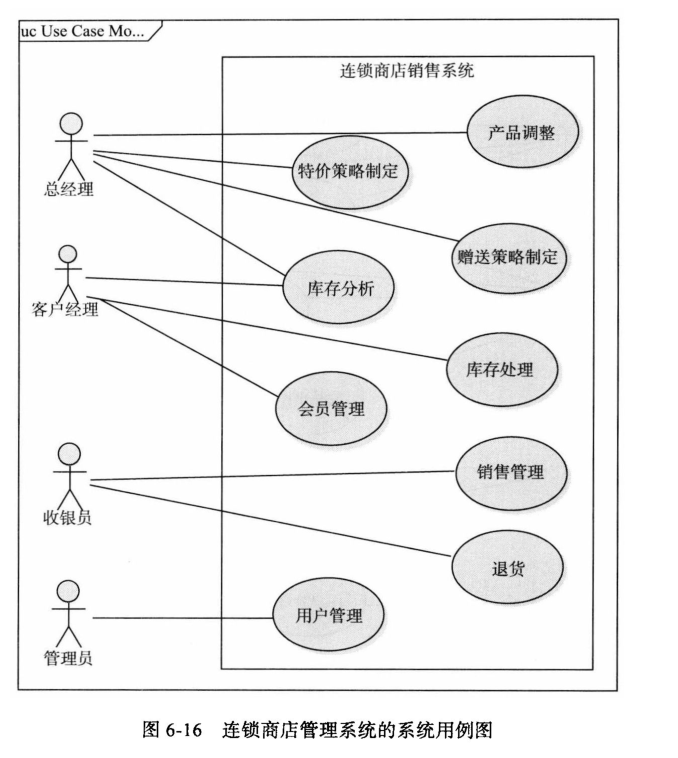 uc Use Case Mo...
连锁商店销售系统
产品调整
特价策略制定
总经理
赠送策略制定
库存分析
客户经理
库存处理
会员管理
销售管理
收银员
退货
用户管理
管理员
图 6-16 连锁商店管理系统的系统用例图